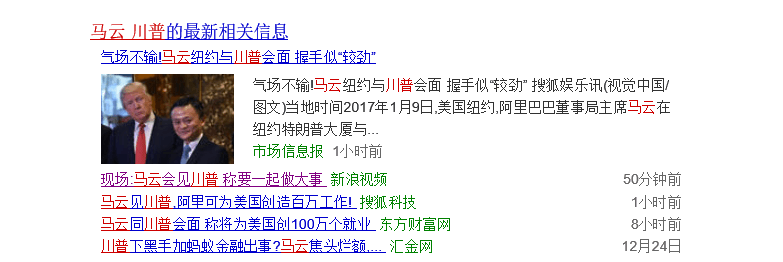 马云 川普的最新相关信息
气场不输!马云纽约与川普会面 握手似“较劲”
气场不输!马云纽约与川普会面 握手似“较劲” 搜狐娱乐讯(视觉中国/
图文)当地时间2017年1月9日,美国纽约,阿里巴巴董事局主席马云在
纽约特朗普大厦与...
市场信息报 1小时前
现场:马云会见川普 称要一起做大事 新浪视频 50分钟前
马云见川普,阿里可为美国创造百万工作! 搜狐科技 1小时前
马云同川普会面 称将为美国创100万个就业 东方财富网 8小时前
川普下黑手加蚂蚁金融出事?马云焦头烂额,... 汇金网 12月24日